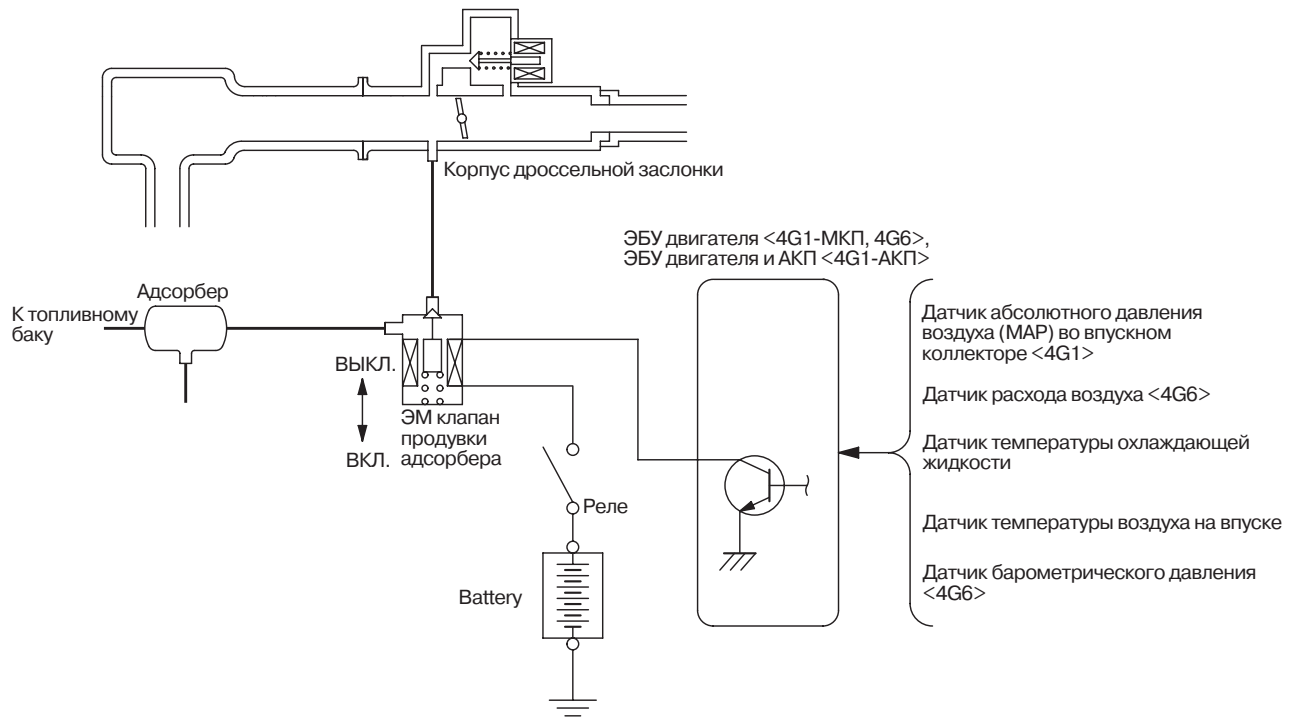 Корпус дроссельной заслонки
ЭБУ двигателя <4G1-МКП, 4G6>,
ЭБУ двигателя и АКП <4G1-АКП>
Адсорбер
К топливному
баку
ВЫКЛ.
ВКЛ.
ЭМ клапан
продувки
адсорбера
Реле
Battery
Датчик абсолютного давления
воздуха (MAP) во впускном
коллекторе <4G1>
Датчик расхода воздуха <4G6>
Датчик температуры охлаждающей
жидкости
Датчик температуры воздуха на впуске
Датчик барометрического давления
<4G6>